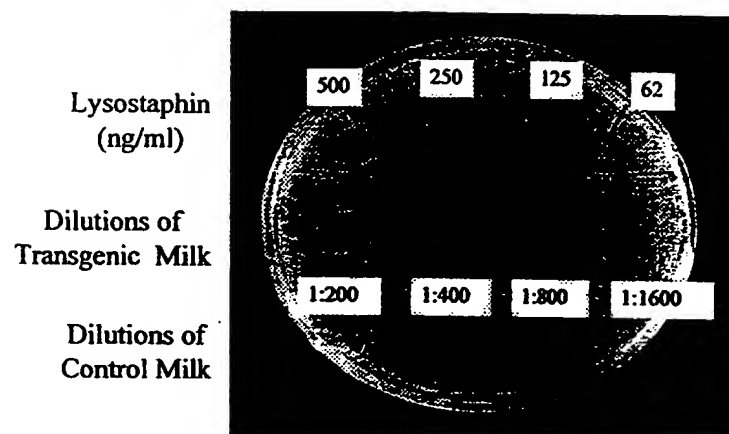 500 250 125 62
Lysostaphin
(ng/ml)
Dilutions of
Transgenic Milk
1:200 1:400 1:800 1:1600
Dilutions of
Control Milk